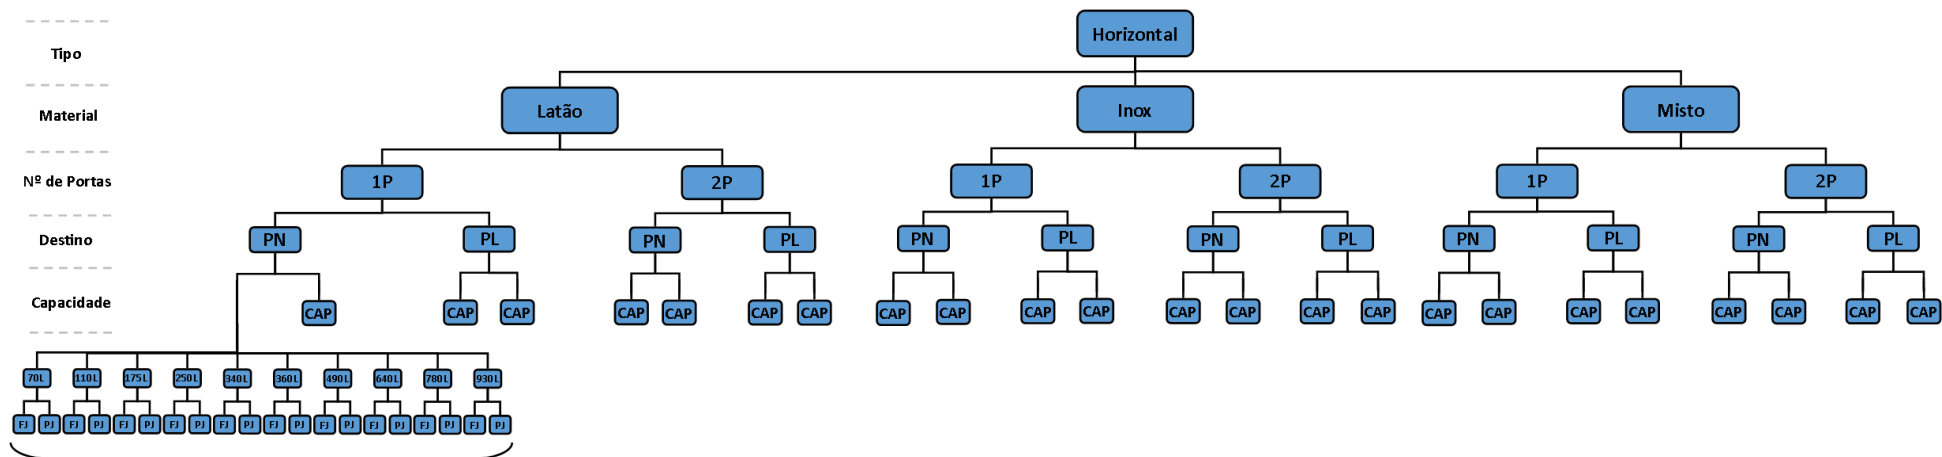 Horizontal
Tipo
Material Latão Inox Misto
Nº de Portas 1P 2P 1P 2P 1P 2P
Destino PN PL PN PL PN PL PN PL PN PL PN PL
Capacidade CAP CAP CAP CAP CAP CAP CAP CAP CAP CAP CAP CAP CAP CAP CAP CAP CAP CAP CAP CAP CAP CAP CAP
70L 110L 175L 250L 340L 360L 490L 640L 780L 930L
FJ PJ FJ PJ FJ PJ FJ PJ FJ PJ FJ PJ FJ PJ FJ PJ FJ PJ FJ PJ